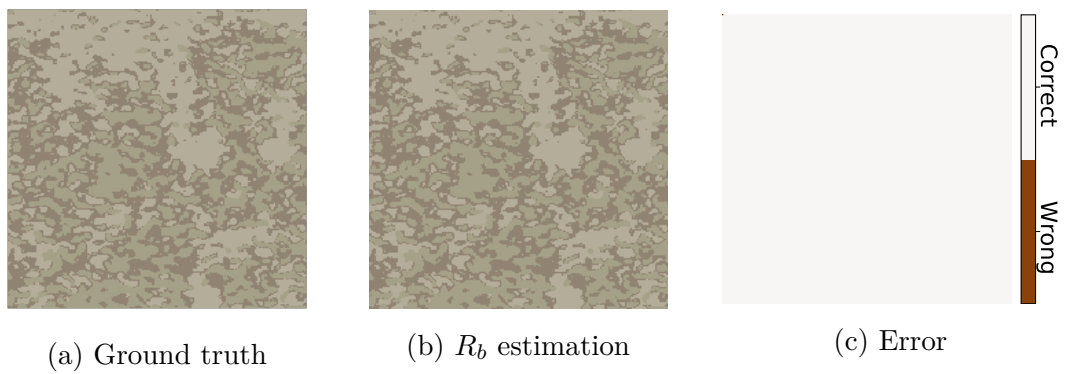 Correct
Wrong
(a) Ground truth
(b) R_b estimation
(c) Error